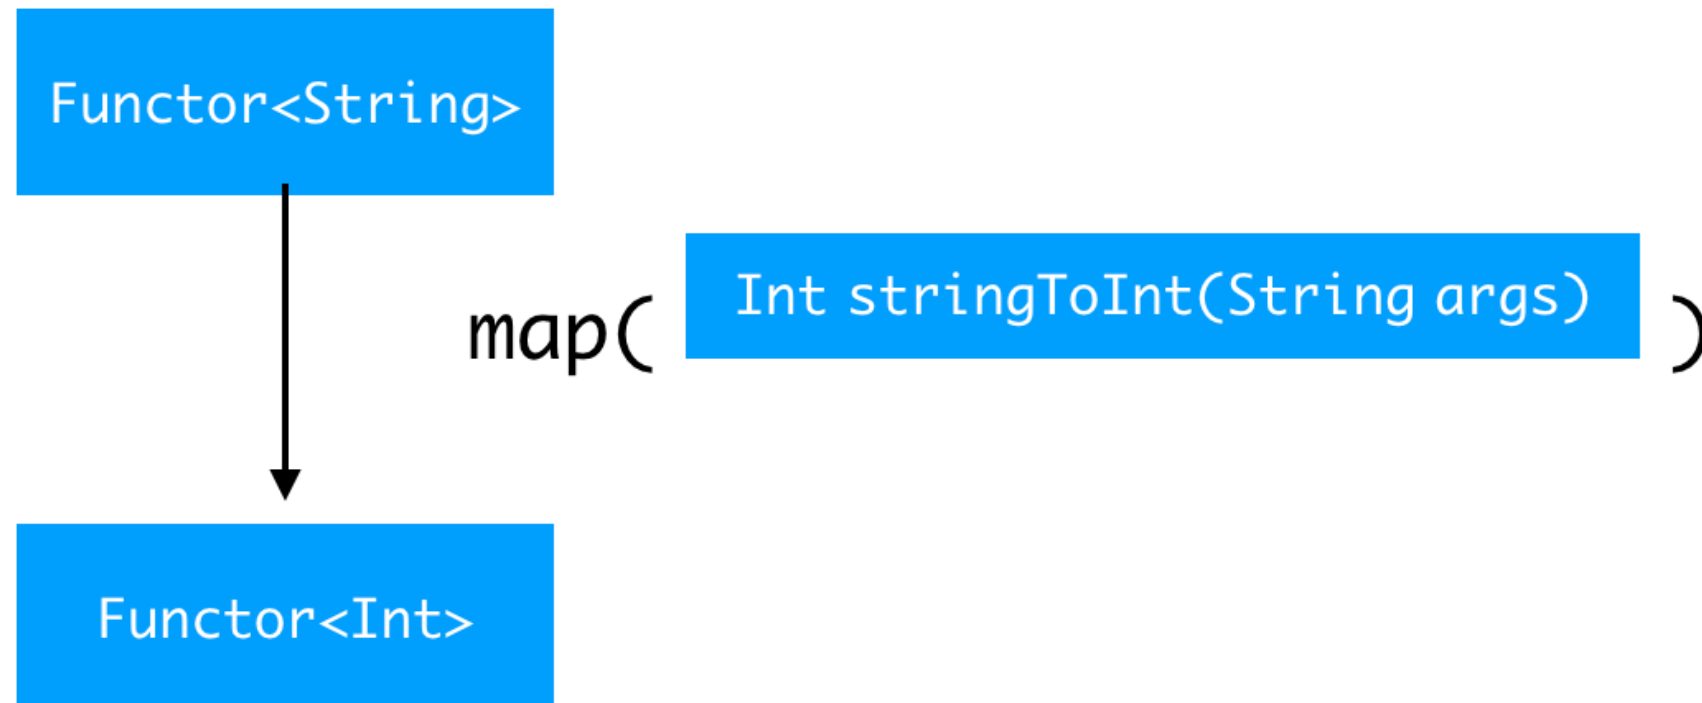 Functor<String>
map( Int stringToInt(String args) )
Functor<Int>